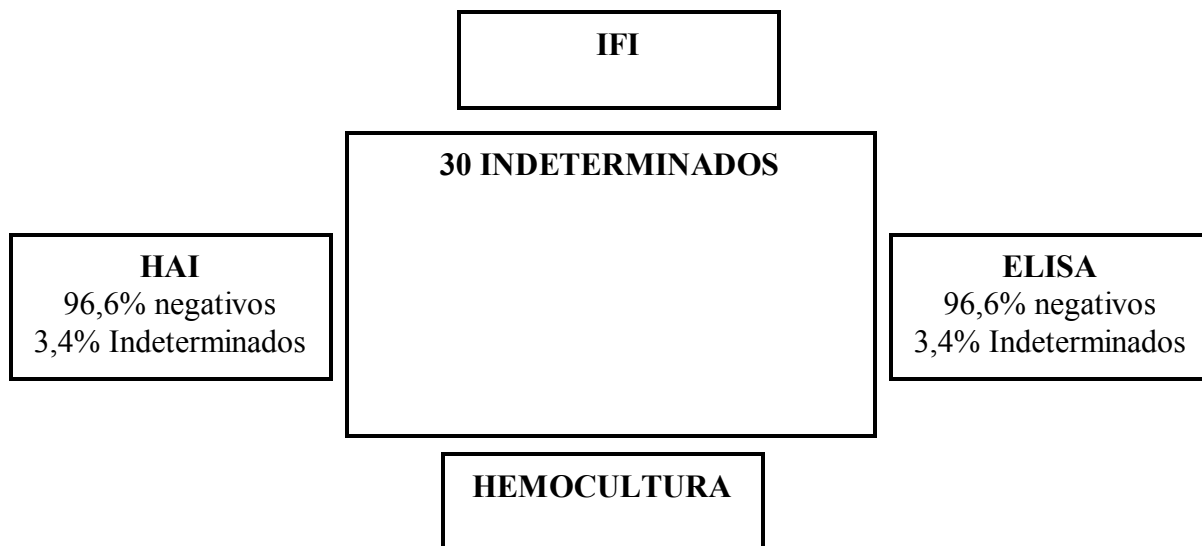 IFI
30 INDETERMINADOS
HAI
96,6% negativos
3,4% Indeterminados
ELISA
96,6% negativos
3,4% Indeterminados
HEMOCULTURA